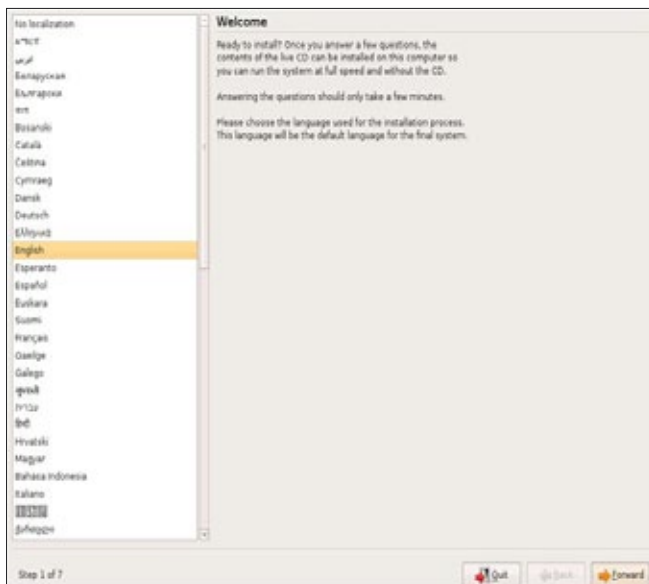 No localization
አማርኛ
عربي
Беларуская
Български
Bosanski
Català
Čeština
Cymraeg
Dansk
Deutsch
Ελληνικά
English
Esperanto
Español
Euskara
Suomi
Français
Gaeilge
Galego
ગુજરાતી
עברית
हिन्दी
Hrvatski
Magyar
Bahasa Indonesia
Italiano
ქართული
Welcome
Ready to install? Once you answer a few questions, the
contents of the live CD can be installed on this computer so
you can run the system at full speed and without the CD.
Answering the questions should only take a few minutes.
Please choose the language used for the installation process.
This language will be the default language for the final system.
Step 1 of 7
Quit
Back
Forward